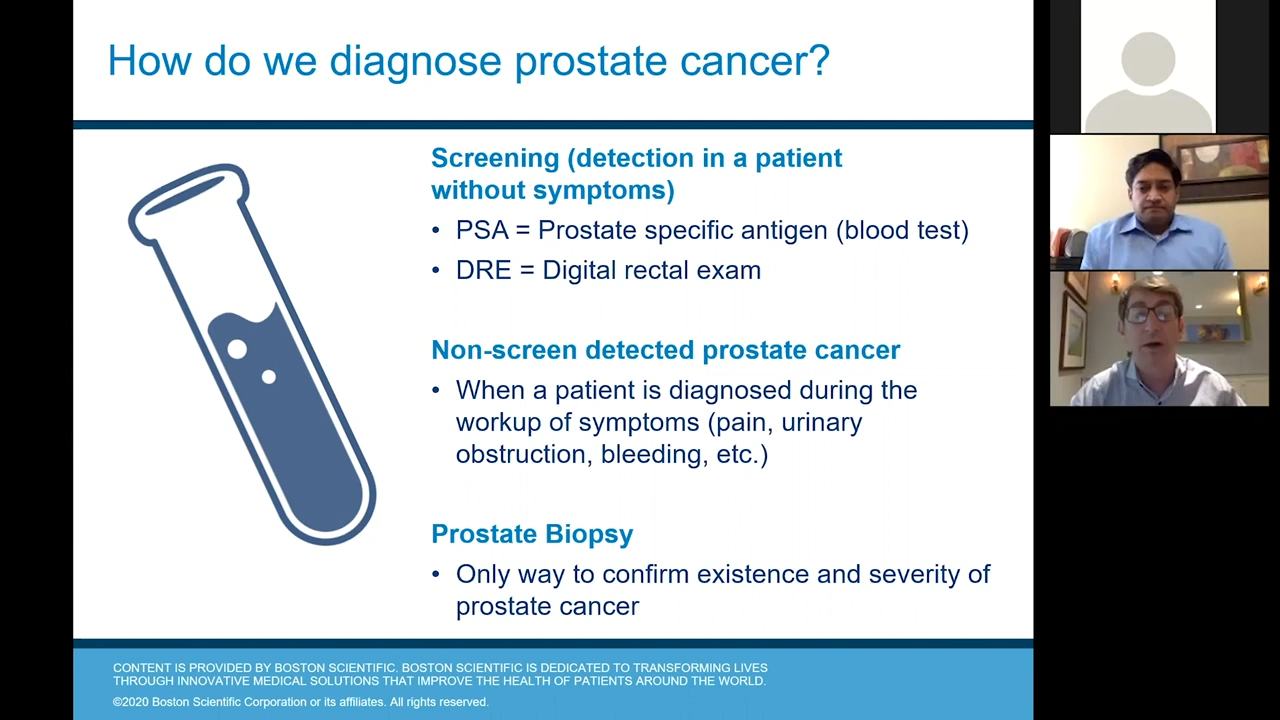 How do we diagnose prostate cancer?
Screening (detection in a patient
without symptoms)
• PSA = Prostate specific antigen (blood test)
• DRE = Digital rectal exam
Non-screen detected prostate cancer
• When a patient is diagnosed during the
workup of symptoms (pain, urinary
obstruction, bleeding, etc.)
Prostate Biopsy
• Only way to confirm existence and severity of
prostate cancer
CONTENT IS PROVIDED BY BOSTON SCIENTIFIC. BOSTON SCIENTIFIC IS DEDICATED TO TRANSFORMING LIVES
THROUGH INNOVATIVE MEDICAL SOLUTIONS THAT IMPROVE THE HEALTH OF PATIENTS AROUND THE WORLD.
©2020 Boston Scientific Corporation or its affiliates. All rights reserved.